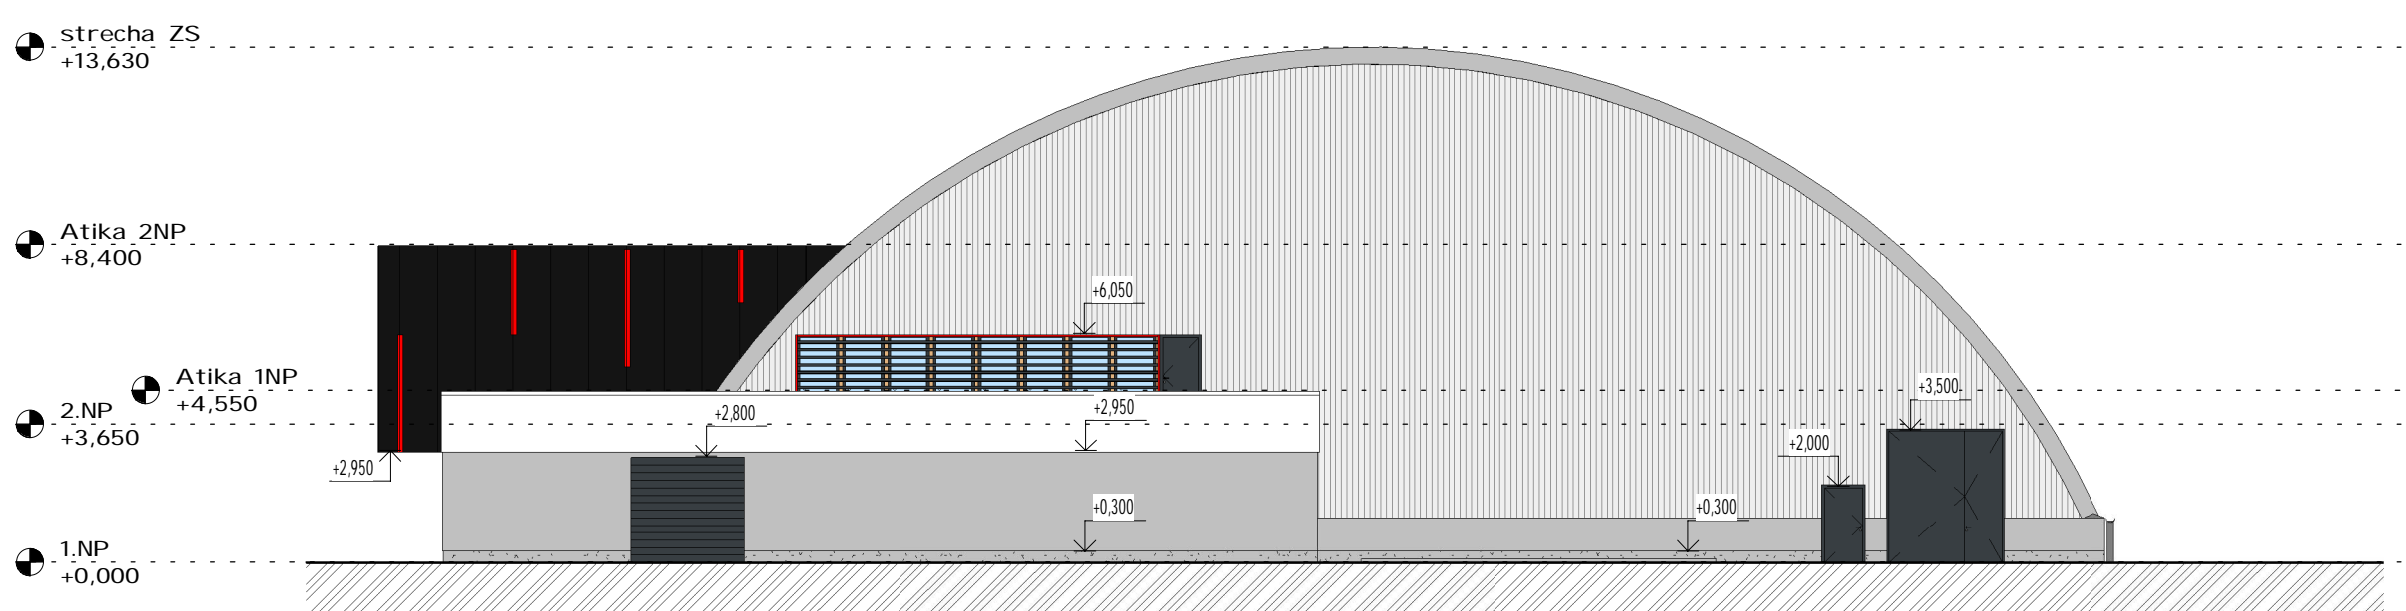 strecha ZS
+13,630
Atika 2NP
+8,400
+6,050
Atika 1NP
+4,550
+3,500
2.NP
+3,650
+2,800
+2,950
+2,000
+2,950
+0,300
+0,300
1.NP
+0,000